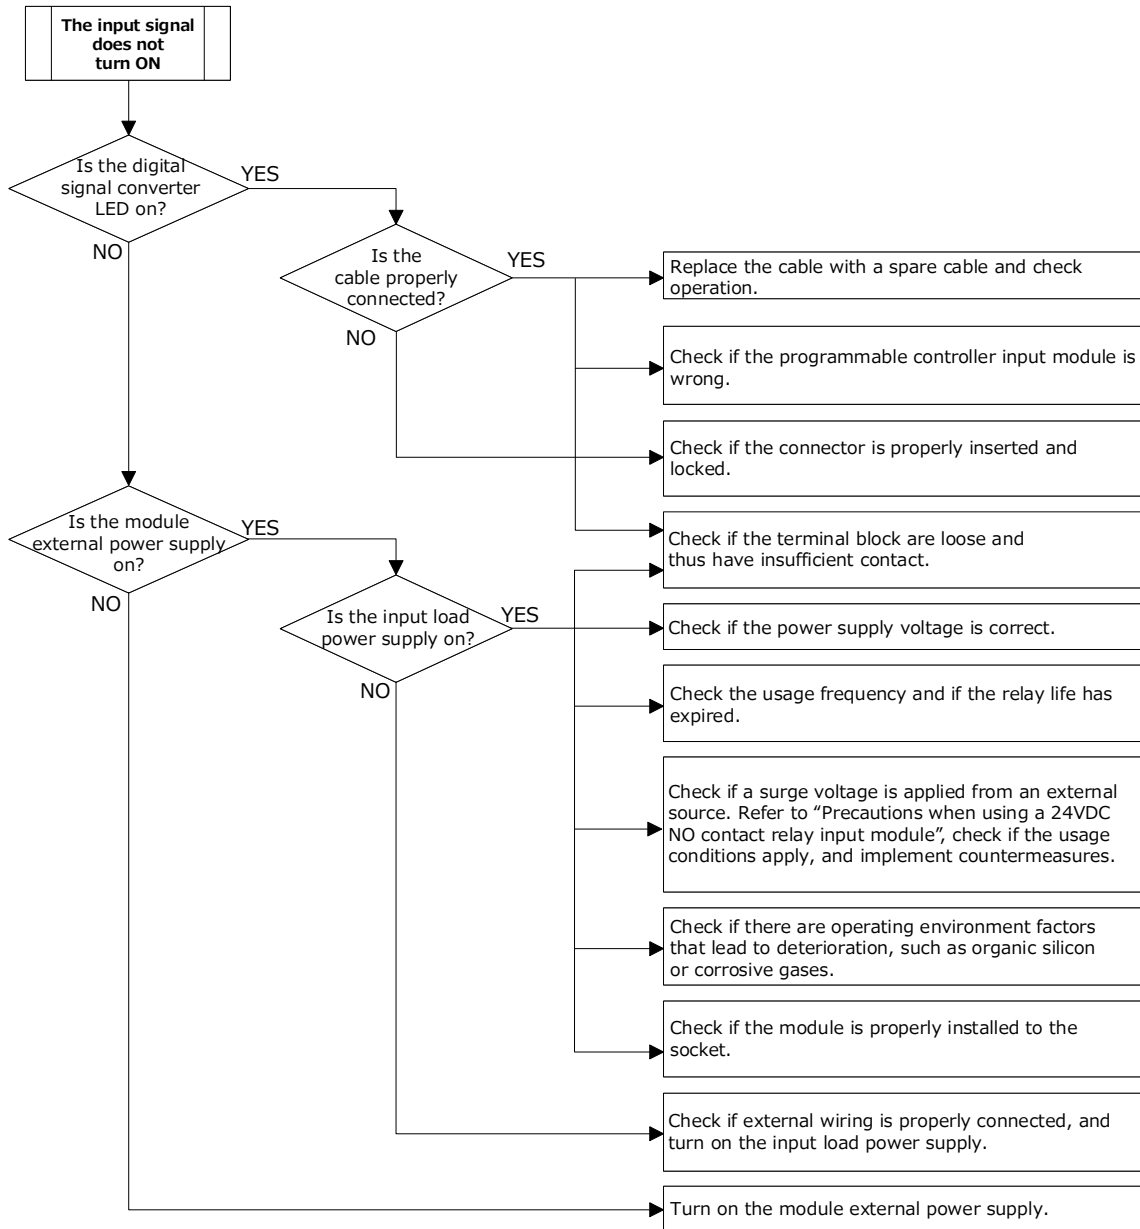 The input signal
does not
turn ON
Is the digital
signal converter
LED on?
YES
NO
Is the
cable properly
connected?
YES
NO
Replace the cable with a spare cable and check
operation.
Check if the programmable controller input module is
wrong.
Check if the connector is properly inserted and
locked.
Is the module
external power supply
on?
YES
NO
Is the input load
power supply on?
YES
NO
Check if the terminal block are loose and
thus have insufficient contact.
Check if the power supply voltage is correct.
Check the usage frequency and if the relay life has
expired.
Check if a surge voltage is applied from an external
source. Refer to “Precautions when using a 24VDC
NO contact relay input module”, check if the usage
conditions apply, and implement countermeasures.
Check if there are operating environment factors
that lead to deterioration, such as organic silicon
or corrosive gases.
Check if the module is properly installed to the
socket.
Check if external wiring is properly connected, and
turn on the input load power supply.
Turn on the module external power supply.